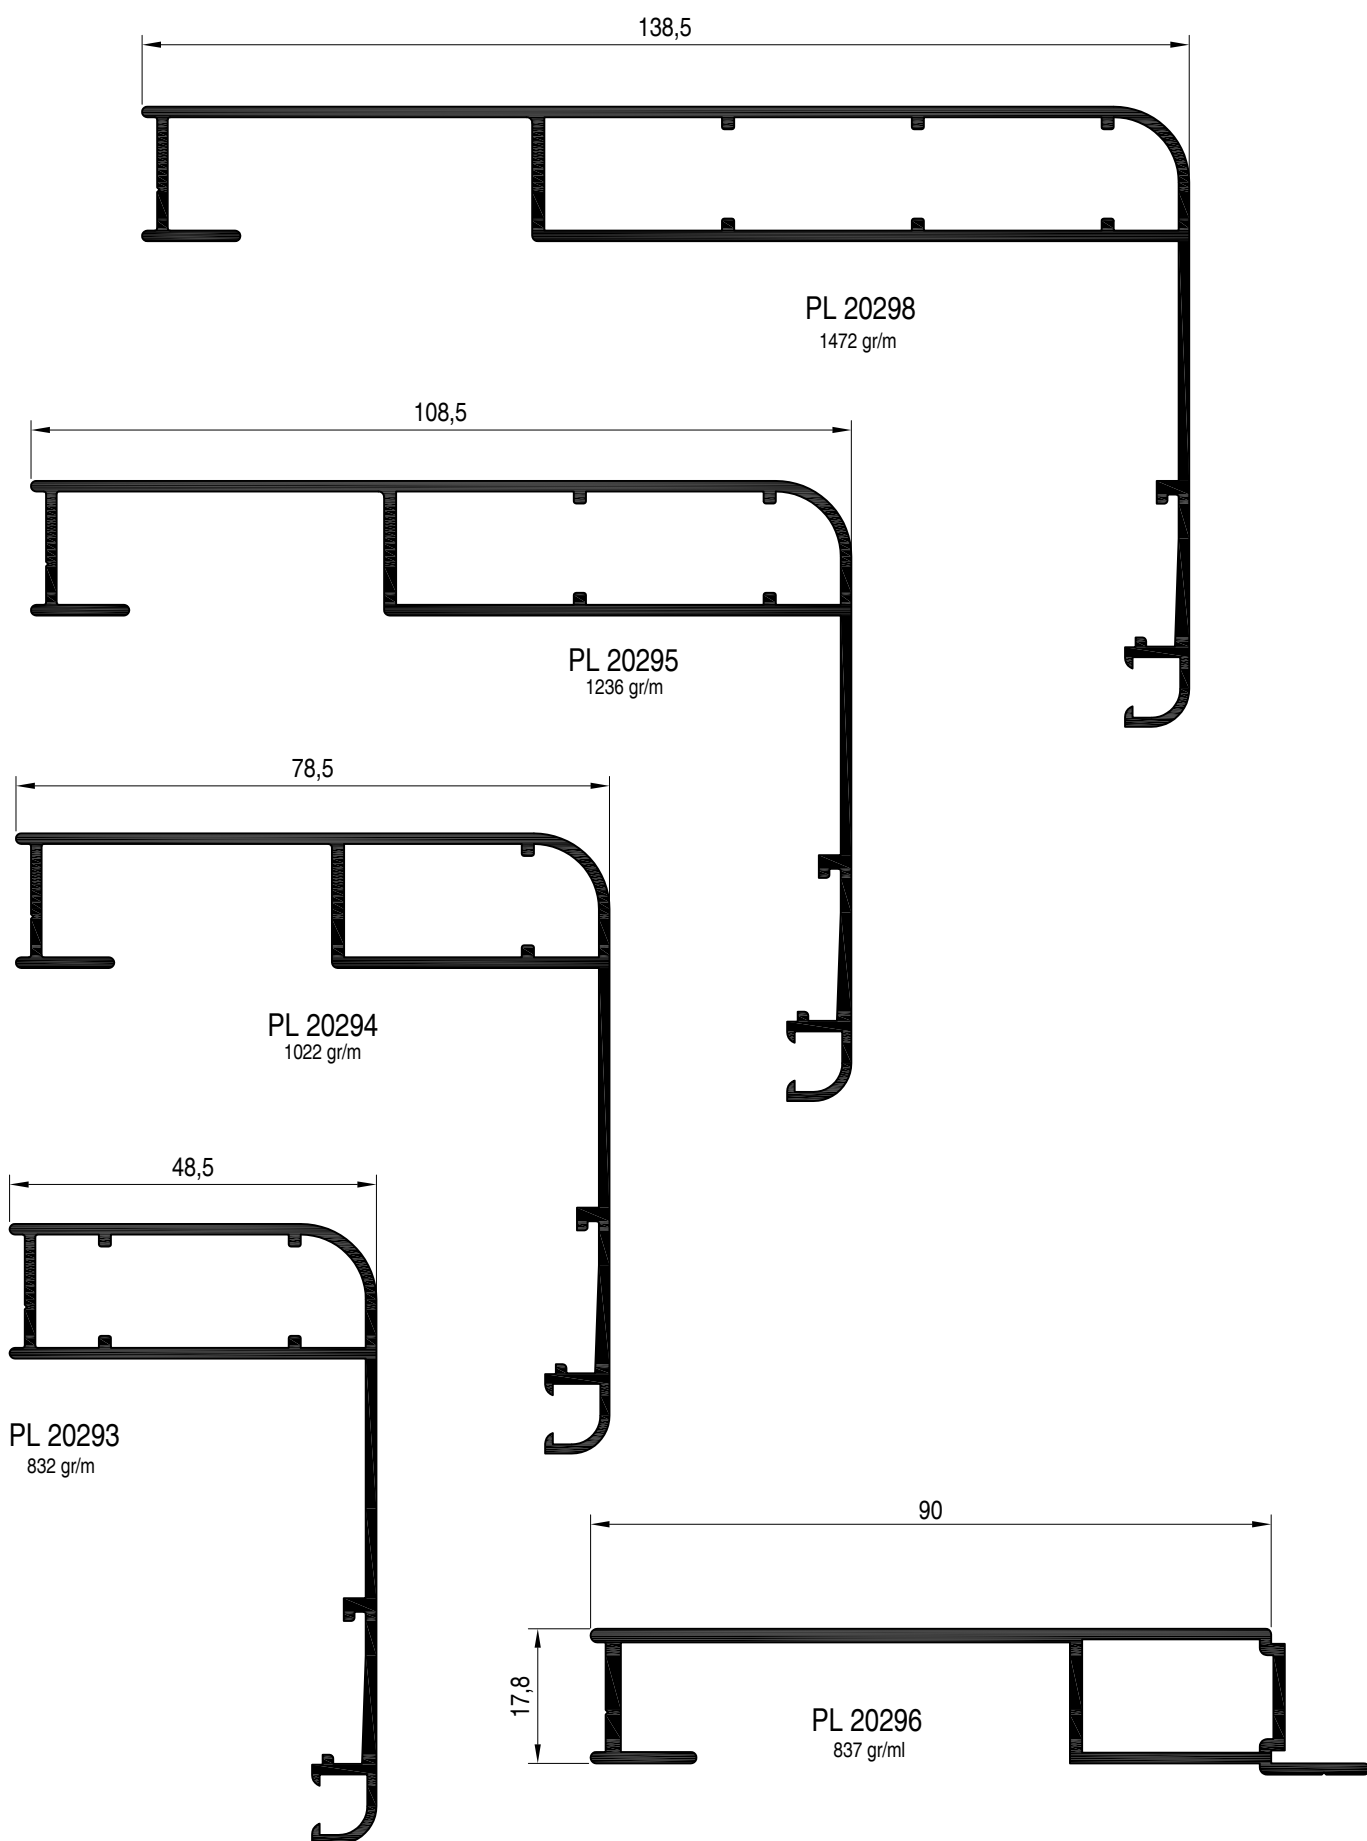 138,5
PL 20298
1472 gr/m
108,5
PL 20295
1236 gr/m
78,5
PL 20294
1022 gr/m
48,5
PL 20293
832 gr/m
90
17,8
PL 20296
837 gr/ml